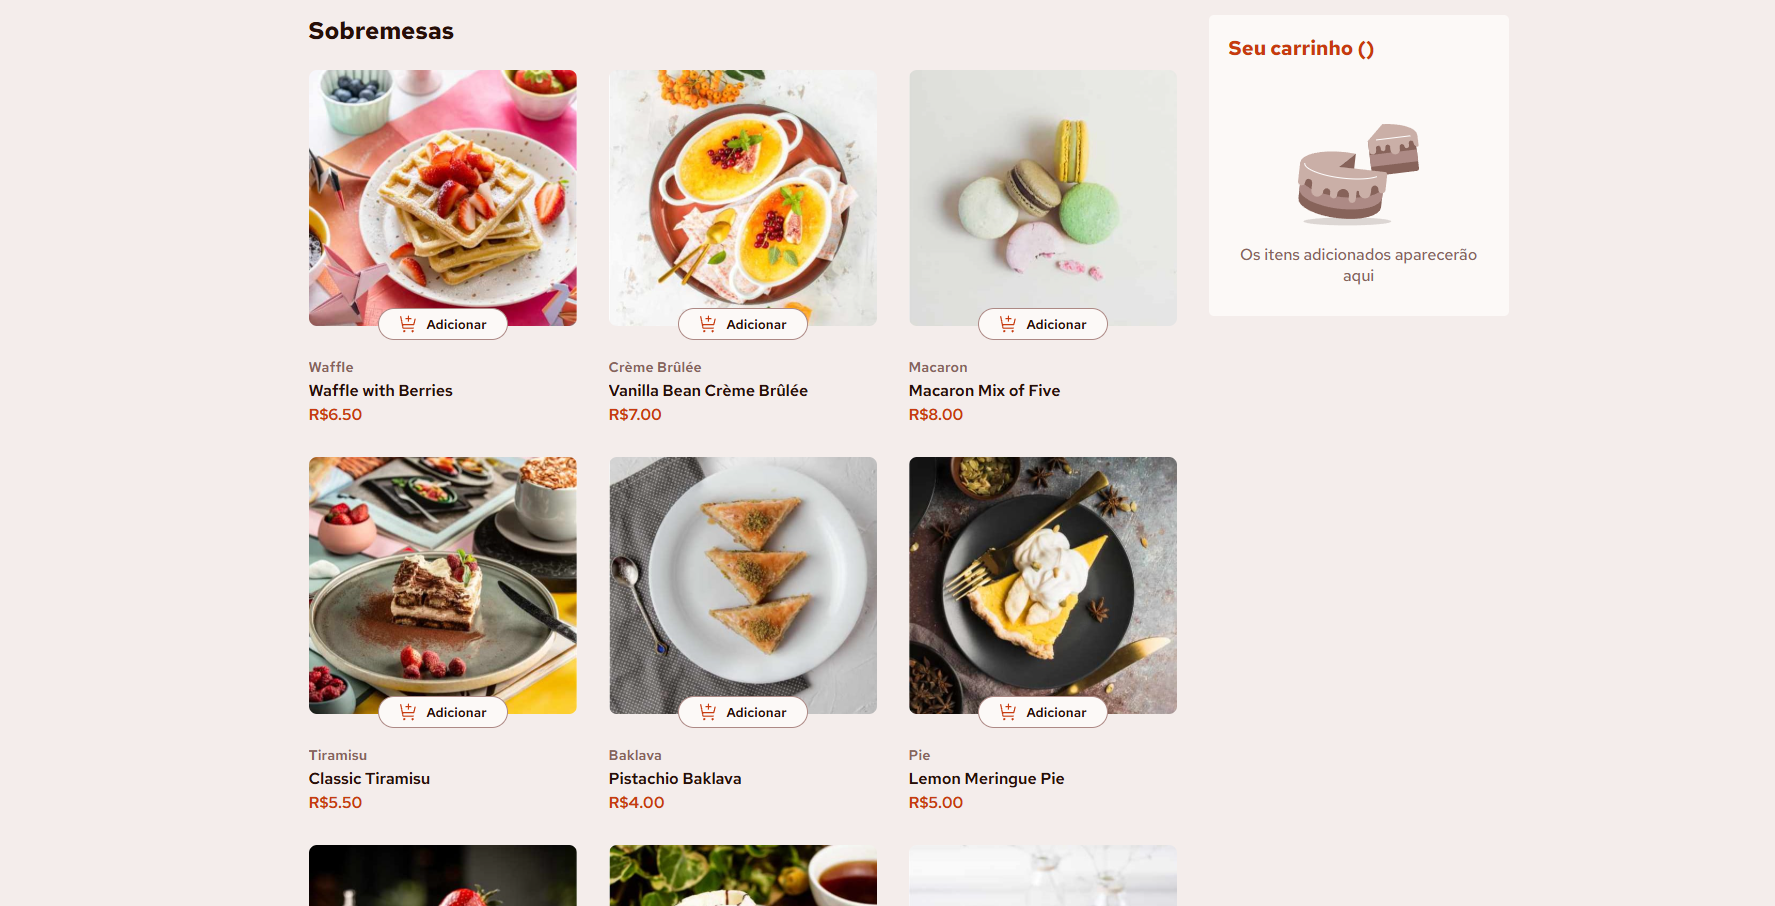 Sobremesas
Adicionar
Waffle
Waffle with Berries
R$6.50
Adicionar
Crème Brûlée
Vanilla Bean Crème Brûlée
R$7.00
Adicionar
Macaron
Macaron Mix of Five
R$8.00
Adicionar
Tiramisu
Classic Tiramisu
R$5.50
Adicionar
Baklava
Pistachio Baklava
R$4.00
Adicionar
Pie
Lemon Meringue Pie
R$5.00
Seu carrinho ()
Os itens adicionados aparecerão
aqui